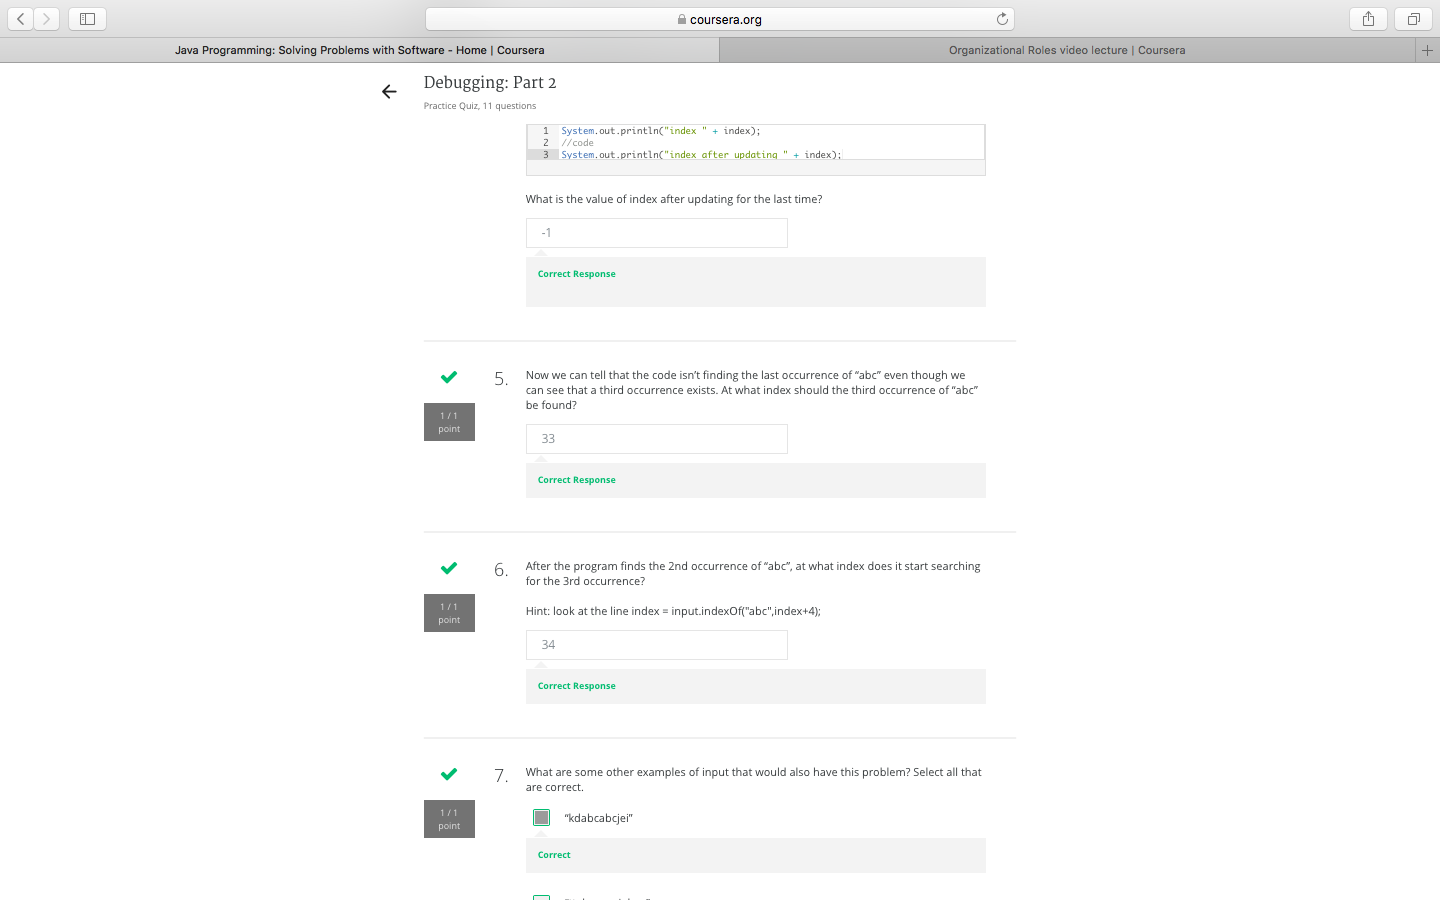 coursera.org
Java Programming: Solving Problems with Software - Home | Coursera
Organizational Roles video lecture | Coursera
Debugging: Part 2
Practice Quiz, 11 questions
1 System.out.println("index " + index);
2 //code
3 System.out.println("index after updating " + index);
What is the value of index after updating for the last time?
-1
Correct Response
5.
1 / 1
point
Now we can tell that the code isn't finding the last occurrence of “abc” even though we
can see that a third occurrence exists. At what index should the third occurrence of “abc”
be found?
33
Correct Response
6.
1 / 1
point
After the program finds the 2nd occurrence of “abc”, at what index does it start searching
for the 3rd occurrence?
Hint: look at the line index = input.indexOf("abc",index+4);
34
Correct Response
7.
1 / 1
point
What are some other examples of input that would also have this problem? Select all that
are correct.
“kdabcabcjei”
Correct